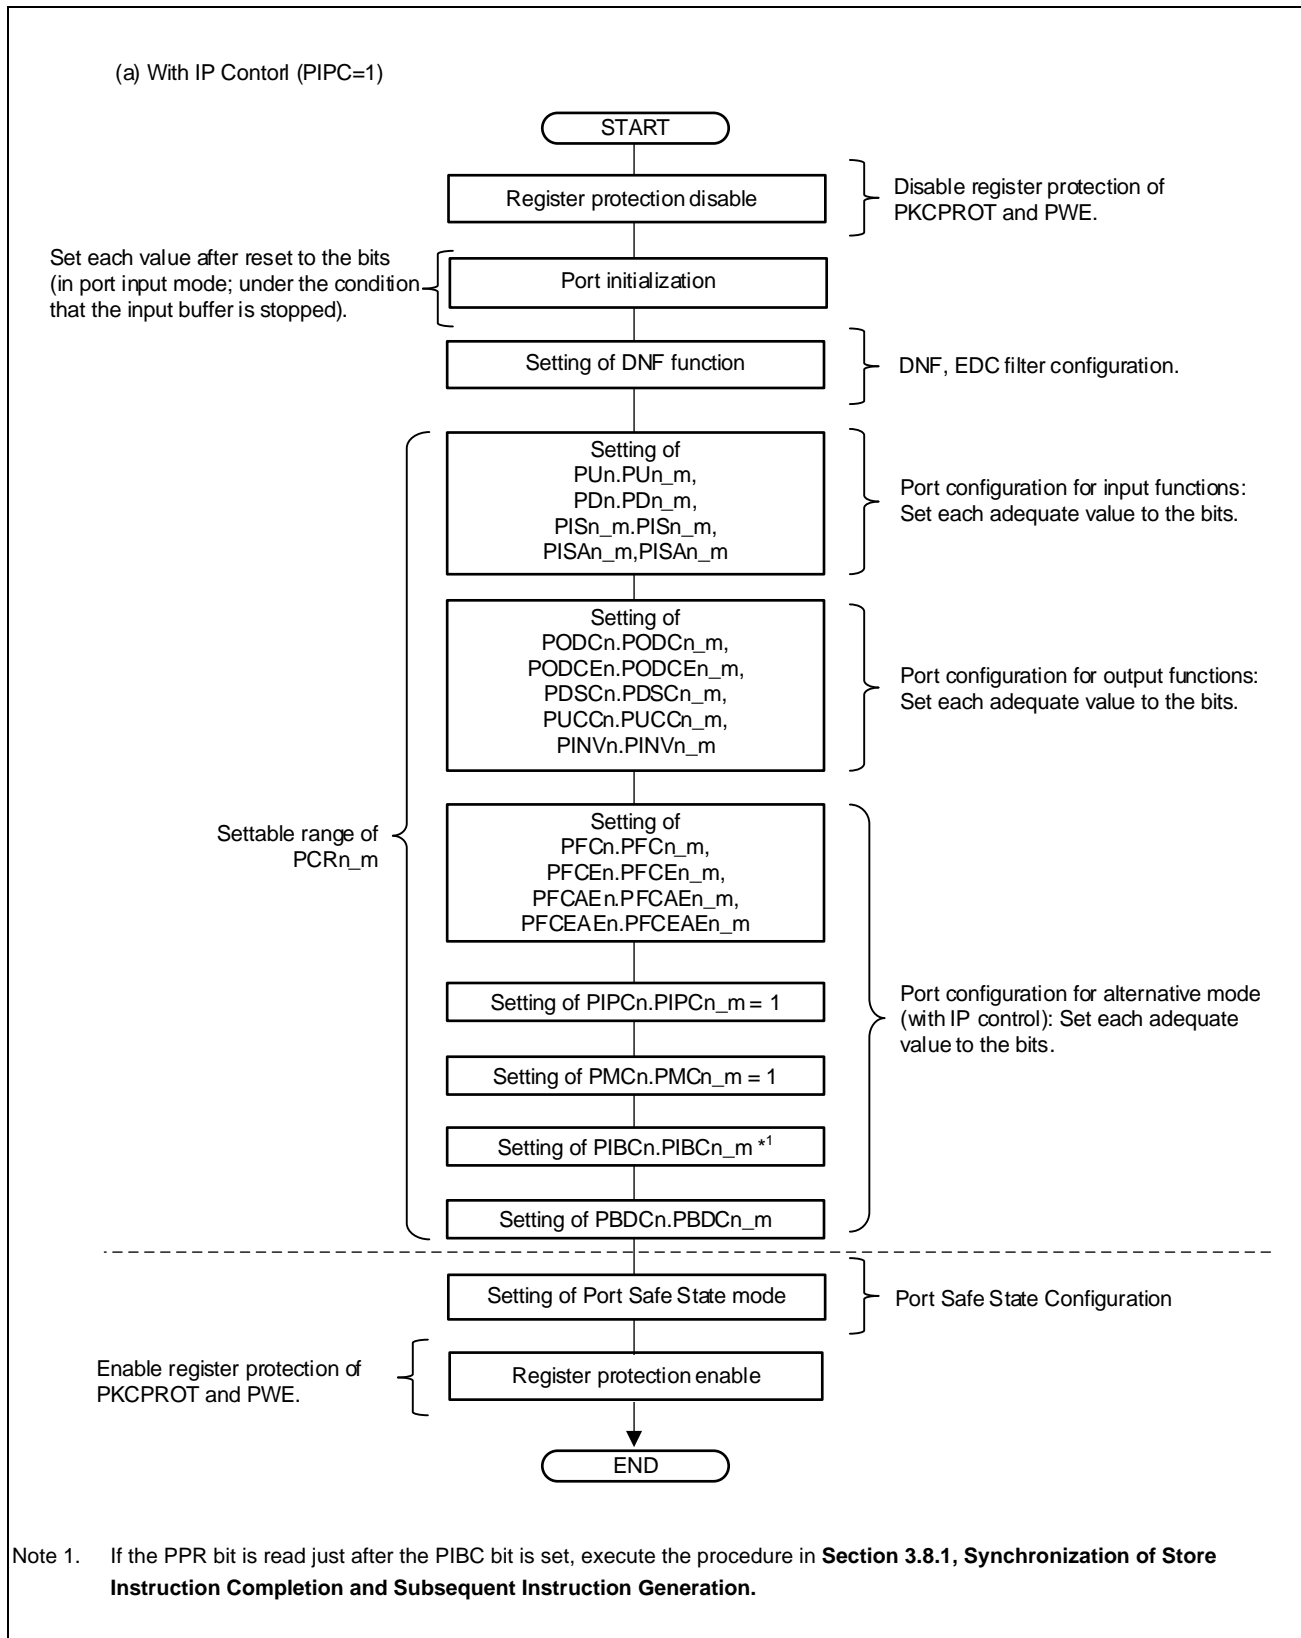 (a) With IP Contorl (PIPC=1)
START
Register protection disable
Disable register protection of
PKCPROT and PWE.
Set each value after reset to the bits
(in port input mode; under the condition
that the input buffer is stopped).
Port initialization
Setting of DNF function
DNF, EDC filter configuration.
Setting of
PUn.PUn_m,
PDn.PDn_m,
PISn_m.PISn_m,
PISAn_m,PISAn_m
Port configuration for input functions:
Set each adequate value to the bits.
Setting of
PODCn.PODCn_m,
PODCEn.PODCEn_m,
PDSCn.PDSCn_m,
PUCCn.PUCCn_m,
PINVn.PINVn_m
Port configuration for output functions:
Set each adequate value to the bits.
Settable range of
PCRn_m
Setting of
PFCn.PFCn_m,
PFCEn.PFCEn_m,
PFCAEn.PFCAEn_m,
PFCEAEn.PFCEAEn_m
Setting of PIPCn.PIPCn_m = 1
Setting of PMCn.PMCn_m = 1
Setting of PIBCn.PIBCn_m *1
Setting of PBDCn.PBDCn_m
Port configuration for alternative mode
(with IP control): Set each adequate
value to the bits.
Setting of Port Safe State mode
Port Safe State Configuration
Enable register protection of
PKCPROT and PWE.
Register protection enable
END
Note 1. If the PPR bit is read just after the PIBC bit is set, execute the procedure in Section 3.8.1, Synchronization of Store
Instruction Completion and Subsequent Instruction Generation.